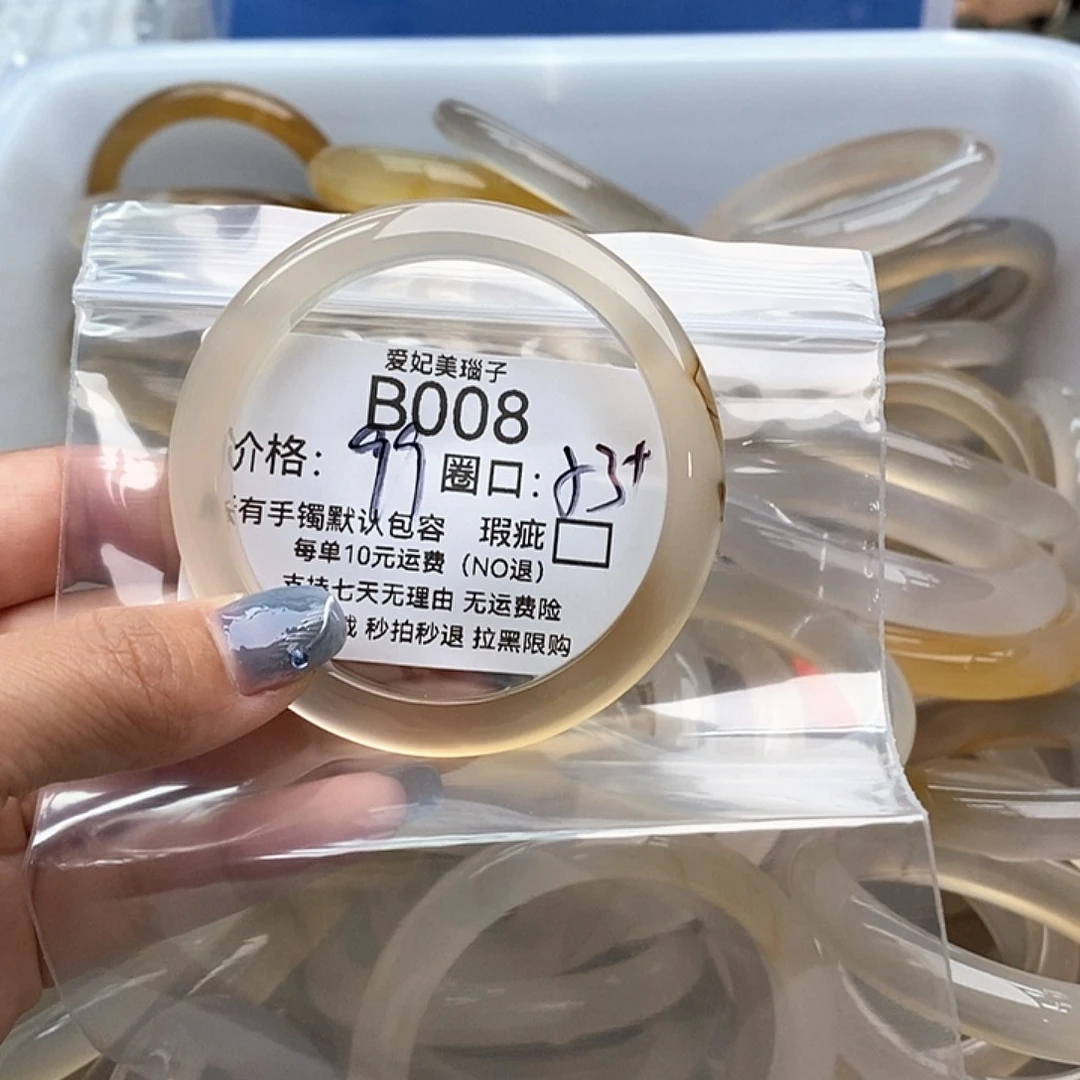 爱妃美瑙子
B008
价格: 99 圈口: 53+
有手镯默认包容 瑕疵
每单10元运费 (NO退)
支持七天无理由 无运费险
秒拍秒退 拉黑限购